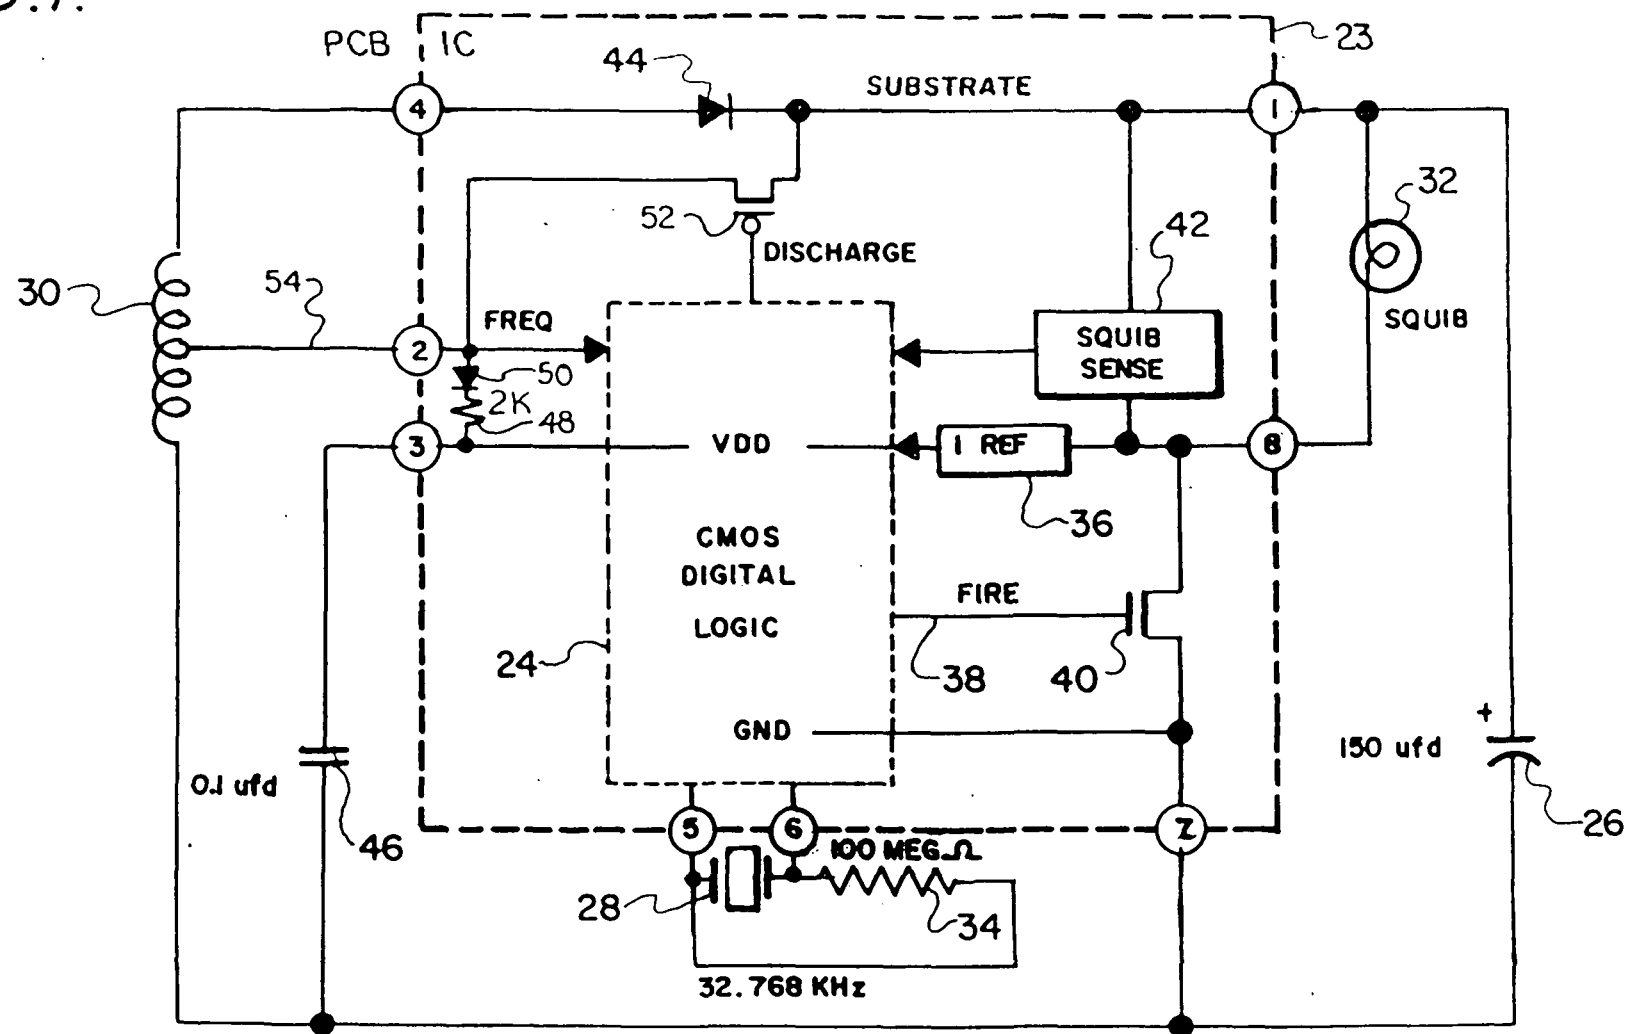 PCB IC
23
44
SUBSTRATE
4
1
32
52
42
DISCHARGE
30
54
FREQ
SQUIB
SENSE
SQUIB
2
50
2K
48
3
VDD
I REF
8
36
CMOS
DIGITAL
LOGIC
FIRE
24
38
40
GND
+
150 ufd
0.1 ufd
26
5
6
7
46
100 MEG Ω
28
34
32.768 KHz